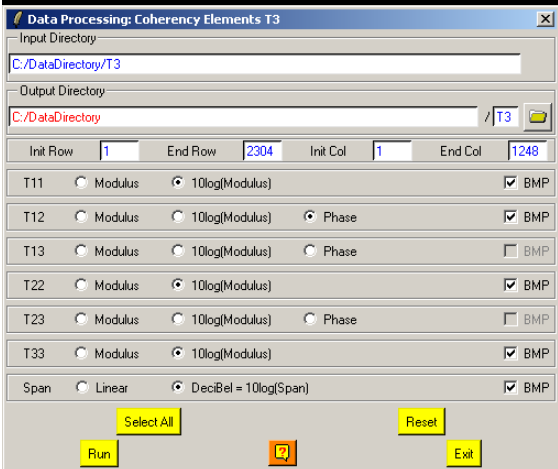 Data Processing: Coherency Elements T3
Input Directory
C:/DataDirectory/T3
Output Directory
C:/DataDirectory / T3
Init Row 1 End Row 2304 Init Col 1 End Col 1248
T11 Modulus 10log(Modulus) BMP
T12 Modulus 10log(Modulus) Phase BMP
T13 Modulus 10log(Modulus) Phase BMP
T22 Modulus 10log(Modulus) BMP
T23 Modulus 10log(Modulus) Phase BMP
T33 Modulus 10log(Modulus) BMP
Span Linear DeciBel = 10log(Span) BMP
Select All Reset
Run ? Exit